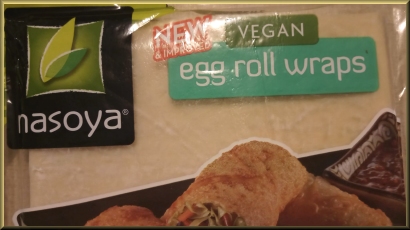 NEW
& IMPROVED
VEGAN
egg roll wraps
nasoya®